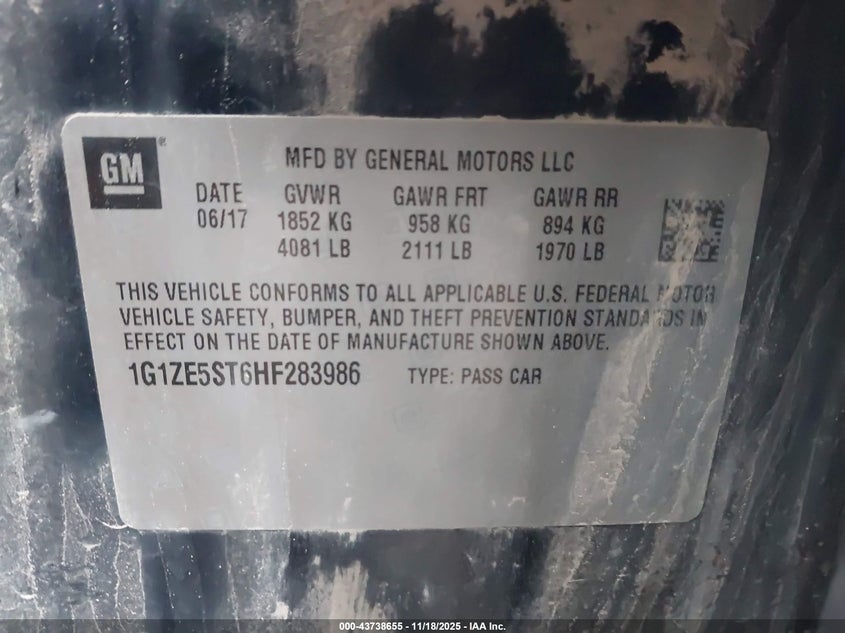 GM ®
MFD BY GENERAL MOTORS LLC
DATE GVWR GAWR FRT GAWR RR
06/17 1852 KG 958 KG 894 KG
4081 LB 2111 LB 1970 LB
THIS VEHICLE CONFORMS TO ALL APPLICABLE U.S. FEDERAL MOTOR
VEHICLE SAFETY, BUMPER, AND THEFT PREVENTION STANDARDS IN
EFFECT ON THE DATE OF MANUFACTURE SHOWN ABOVE.
1G1ZE5ST6HF283986 TYPE: PASS CAR
000-43738655 - 11/18/2025 - IAA Inc.